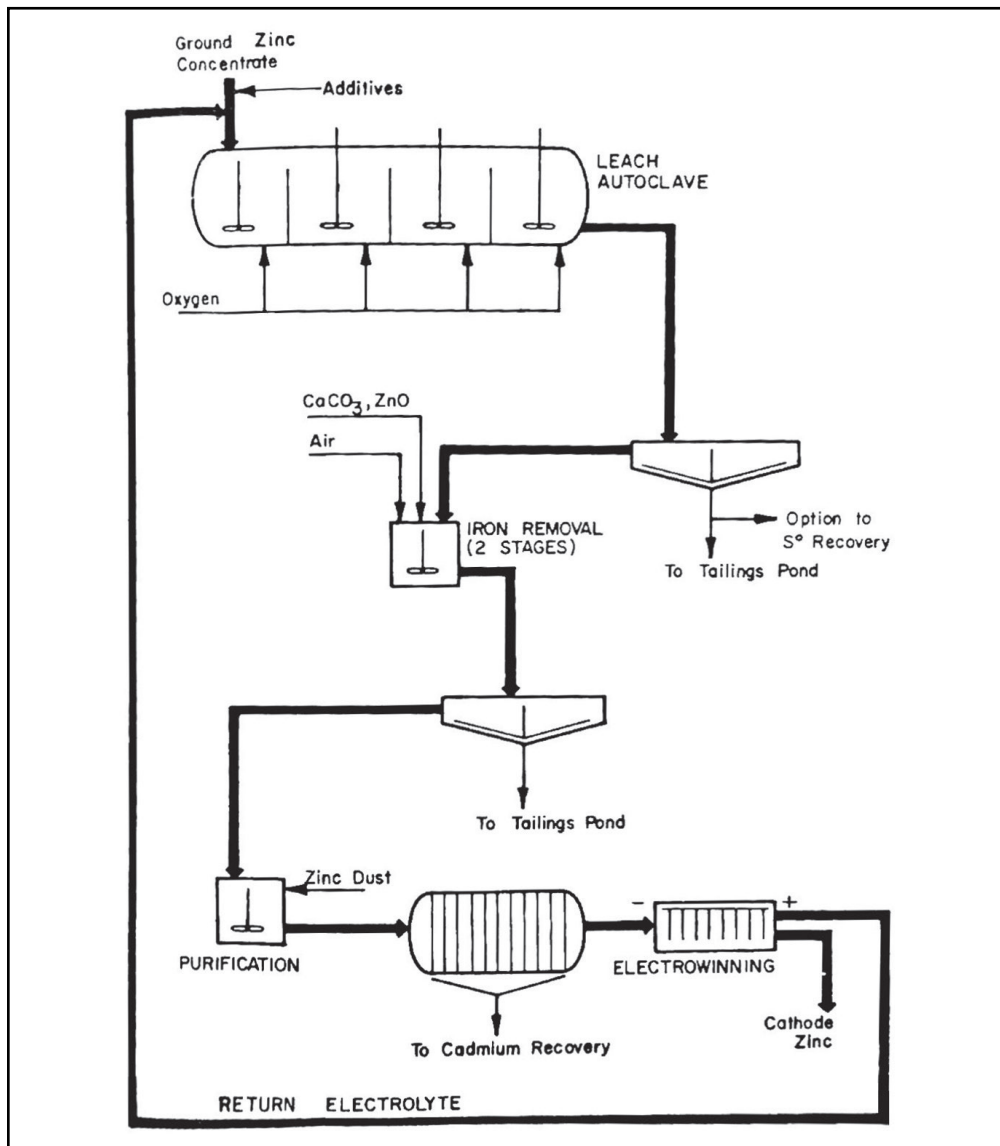 Ground Zinc
Concentrate
Additives
LEACH
AUTOCLAVE
Oxygen
CaCO₃, ZnO
Air
IRON REMOVAL
(2 STAGES)
Option to
S° Recovery
To Tailings Pond
To Tailings Pond
Zinc Dust
- +
PURIFICATION
ELECTROWINNING
Cathode
Zinc
To Cadmium Recovery
RETURN ELECTROLYTE